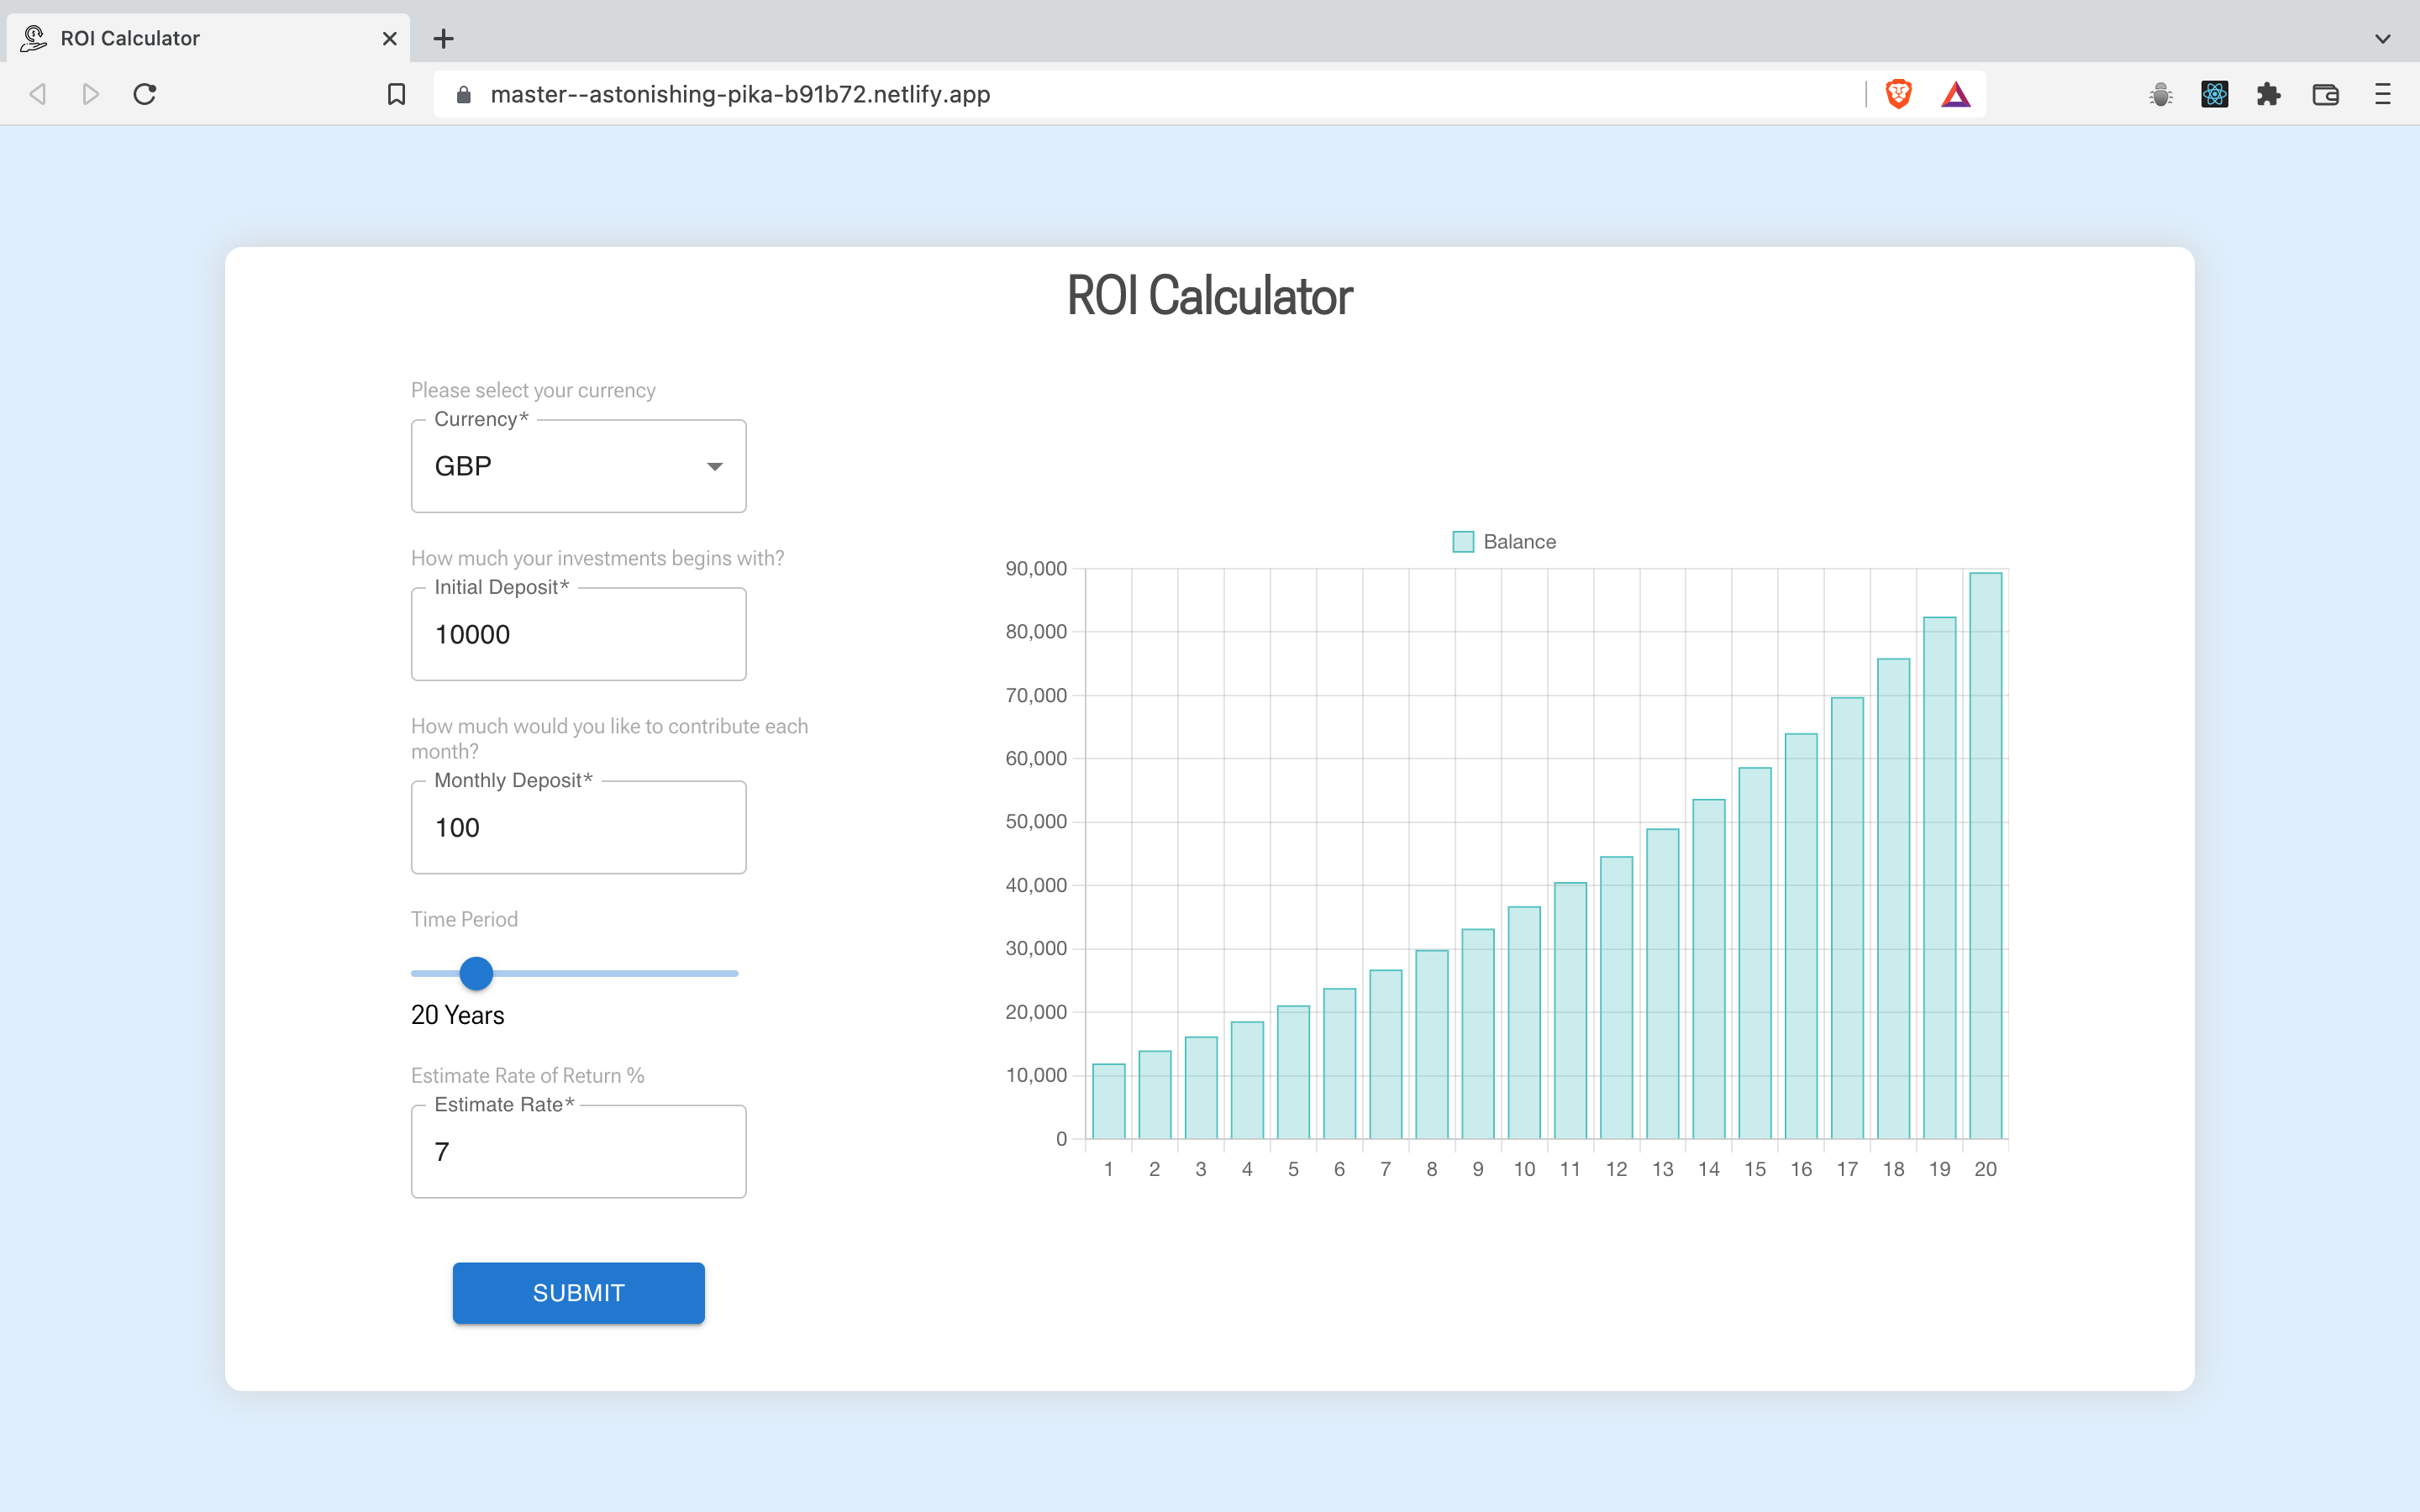 ROI Calculator
master--astonishing-pika-b91b72.netlify.app
ROI Calculator
Please select your currency
Currency*
GBP
How much your investments begins with?
Initial Deposit*
10000
How much would you like to contribute each
month?
Monthly Deposit*
100
Time Period
20 Years
Estimate Rate of Return %
Estimate Rate*
7
SUBMIT
Balance
90,000
80,000
70,000
60,000
50,000
40,000
30,000
20,000
10,000
0
1 2 3 4 5 6 7 8 9 10 11 12 13 14 15 16 17 18 19 20